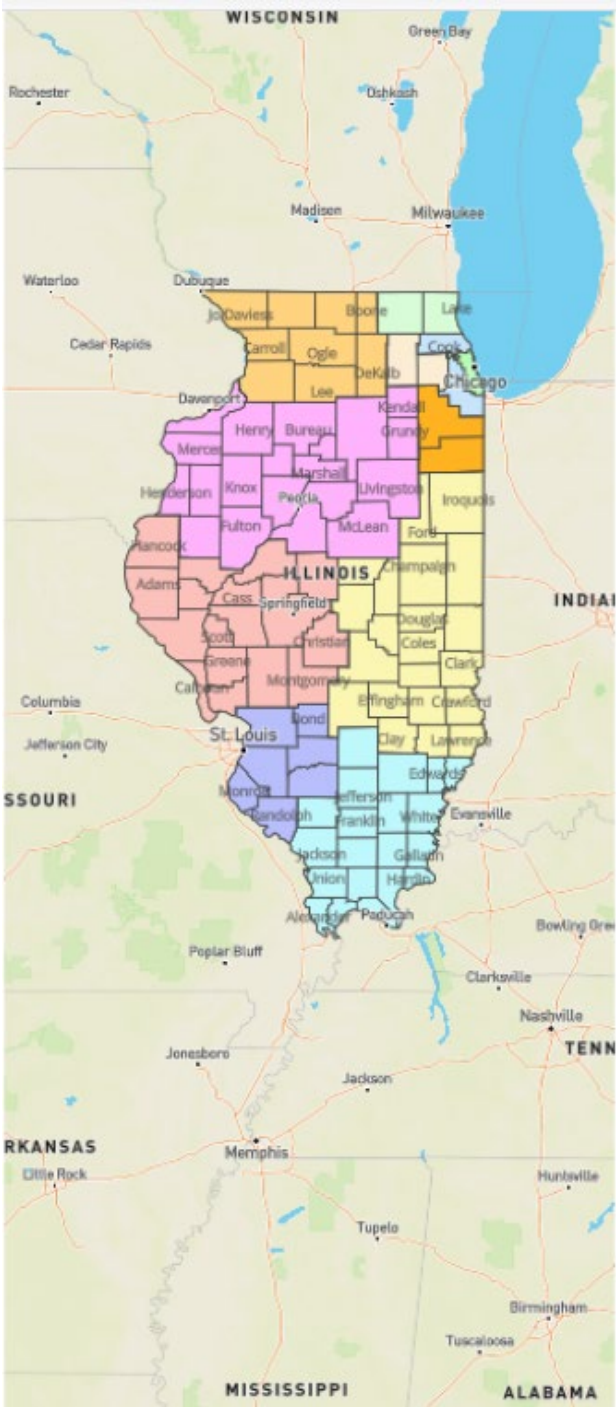 WISCONSIN
Green Bay
Rochester
Oshkosh
Madison
Milwaukee
Waterloo
Dubuque
Jo Daviess
Boone
Lake
Cedar Rapids
Carroll
Ogle
Cook
DeKalb
Chicago
Lee
Davenport
Kendall
Henry
Bureau
Grundy
Mercer
Marshall
Henderson
Knox
Peoria
Livingston
Iroquois
Fulton
McLean
Ford
Hancock
Champaign
ILLINOIS
Adams
Cass
Springfield
INDIA
Scott
Christian
Douglas
Coles
Greene
Clark
Calhoun
Montgomery
Columbia
Effingham
Crawford
Bond
St. Louis
Clay
Lawrence
Jefferson City
Edwards
Monroe
Jefferson
SSOURI
Randolph
Franklin
White
Evansville
Jackson
Gallatin
Union
Hardin
Alexander
Paducah
Bowling Gree
Poplar Bluff
Clarksville
Nashville
TENN
Jonesboro
Jackson
RKANSAS
Memphis
Little Rock
Huntsville
Tupelo
Birmingham
Tuscaloosa
MISSISSIPPI
ALABAMA